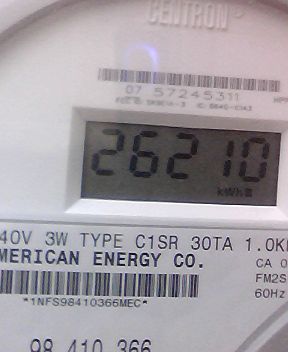 CENTRON
07 57245311
26210
kWh
40V 3W TYPE C1SR 30TA 1.0K
MERICAN ENERGY CO.
CA 0
FM2S
60Hz
*1NFS98410366MEC*
98 410 366